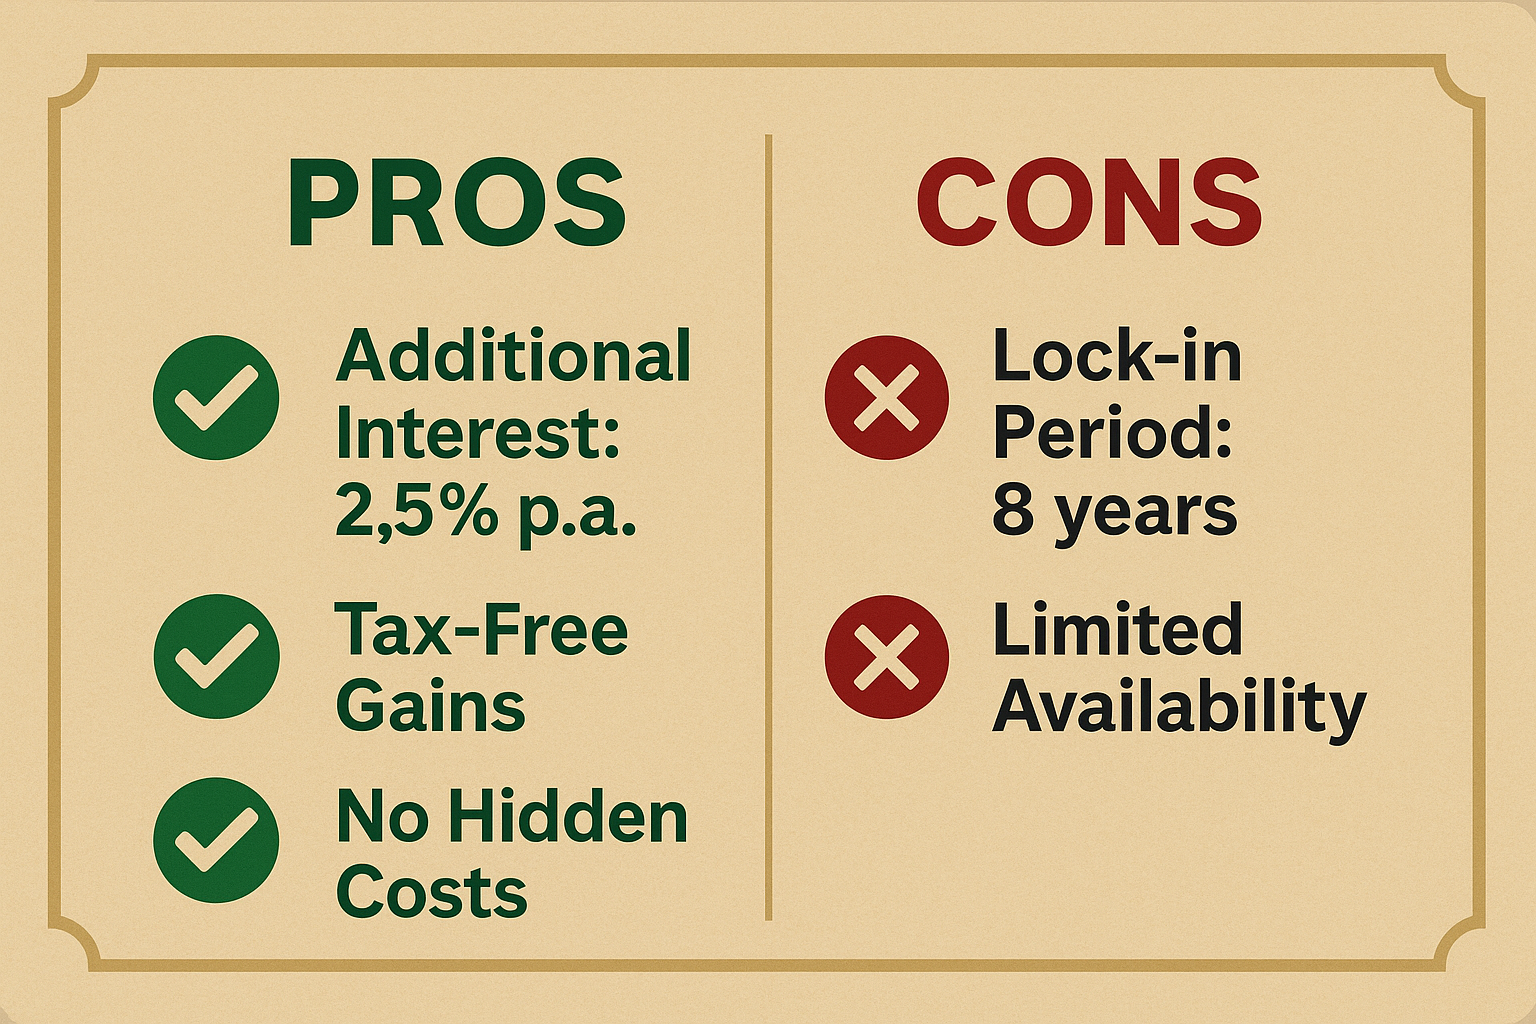 PROS
Additional
Interest:
2,5% p.a.
Tax-Free
Gains
No Hidden
Costs
CONS
Lock-in
Period:
8 years
Limited
Availability